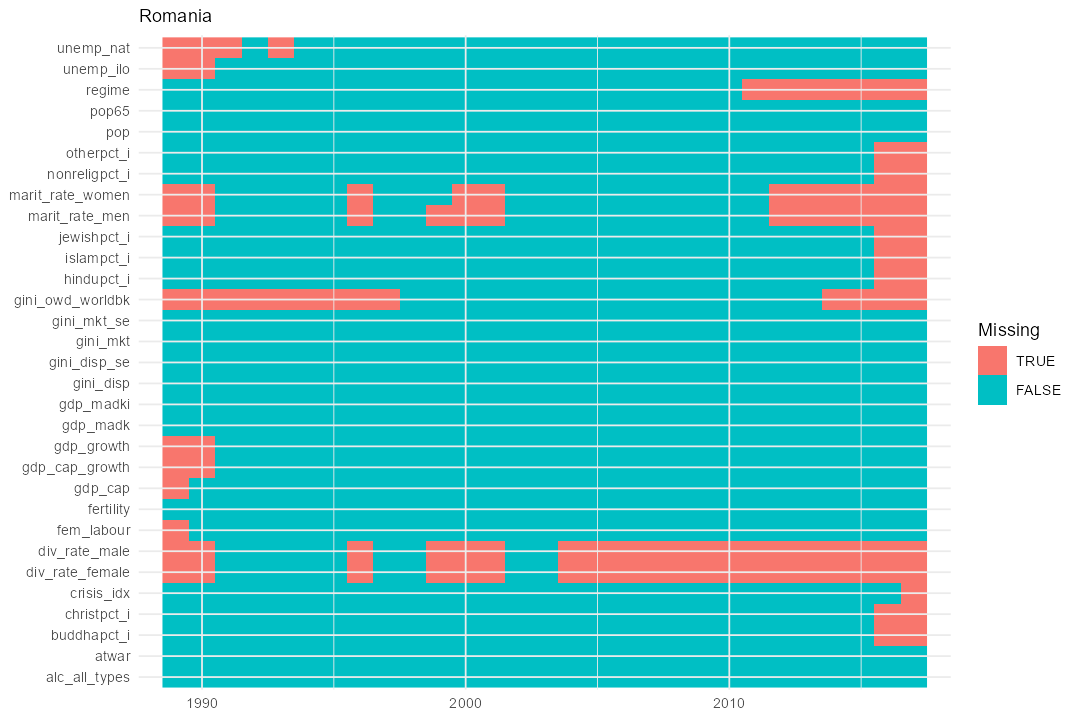 Romania
unemp_nat
unemp_ilo
regime
pop65
pop
otherpct_i
nonreligpct_i
marit_rate_women
marit_rate_men
jewishpct_i
islampct_i
hindupct_i
gini_owd_worldbk
gini_mkt_se
gini_mkt
gini_disp_se
gini_disp
gdp_madki
gdp_madk
gdp_growth
gdp_cap_growth
gdp_cap
fertility
fem_labour
div_rate_male
div_rate_female
crisis_idx
christpct_i
buddhapct_i
atwar
alc_all_types
1990 2000 2010
Missing
TRUE
FALSE